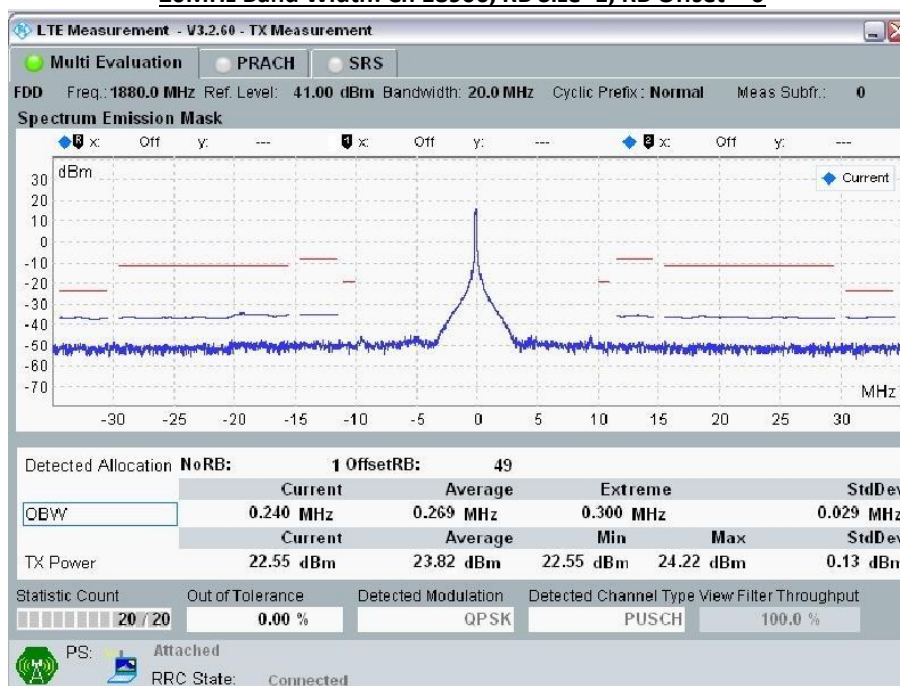 LTE Measurement - V3.2.60 - TX Measurement
Multi Evaluation PRACH SRS
FDD Freq.: 1880.0 MHz Ref. Level: 41.00 dBm Bandwidth: 20.0 MHz Cyclic Prefix: Normal Meas Subfr.: 0
Spectrum Emission Mask
R x: Off y: --- 1 x: Off y: --- 2 x: Off y: ---
dBm
Current
30
20
10
0
-10
-20
-30
-40
-50
-60
-70
MHz
-30 -25 -20 -15 -10 -5 0 5 10 15 20 25 30
Detected Allocation NoRB: 1 OffsetRB: 49
Current Average Extreme StdDev
OBW 0.240 MHz 0.269 MHz 0.300 MHz 0.029 MHz
Current Average Min Max StdDev
TX Power 22.55 dBm 23.82 dBm 22.55 dBm 24.22 dBm 0.13 dBm
Statistic Count Out of Tolerance Detected Modulation Detected Channel Type View Filter Throughput
20 / 20 0.00 % QPSK PUSCH 100.0 %
PS: Attached
RRC State: Connected